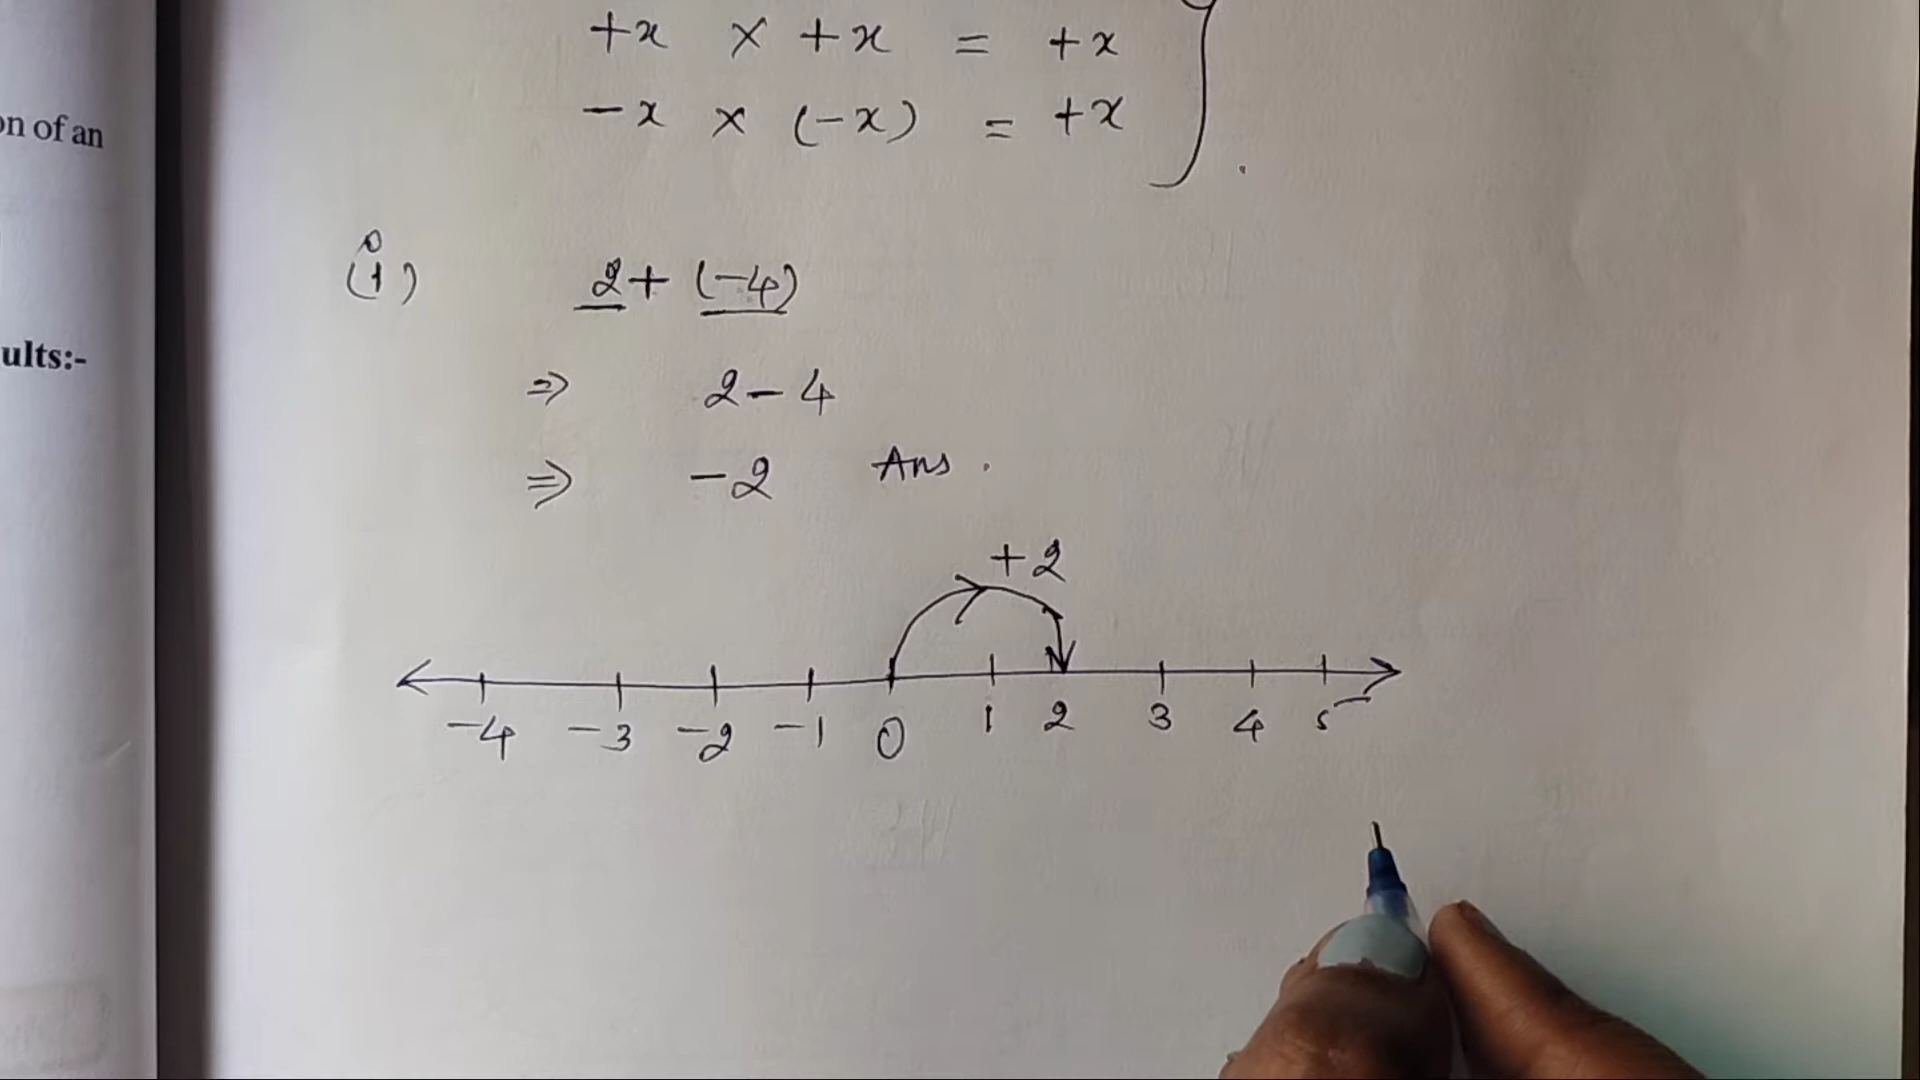 +x × +x = +x
-x × (-x) = +x
on of an
(i) 2 + (-4)
ults:-
⇒ 2 - 4
⇒ -2 Ans.
+2
-4 -3 -2 -1 0 1 2 3 4 5